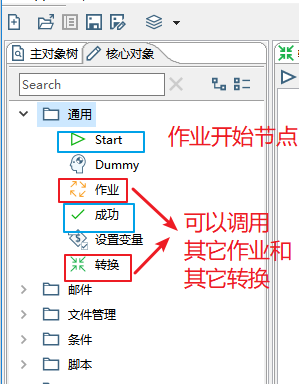 主对象树
核心对象
Search
通用
Start
作业开始节点
Dummy
作业
成功
可以调用
设置变量
其它作业和
转换
其它转换
邮件
文件管理
条件
脚本